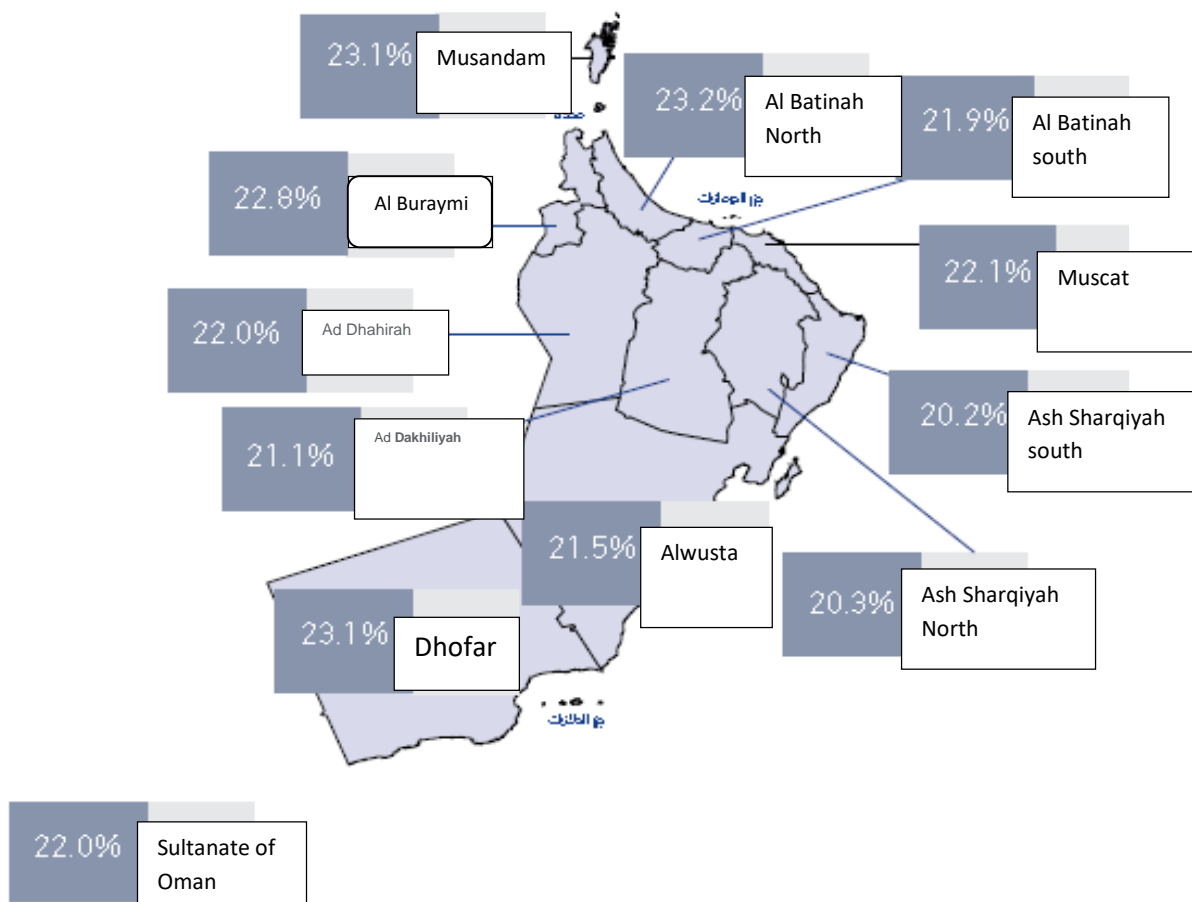 23.1%
Musandam
23.2%
Al Batinah
North
21.9%
Al Batinah
south
22.8%
Al Buraymi
جزر الديمانيات
22.1%
Muscat
22.0%
Ad Dhahirah
20.2%
Ash Sharqiyah
south
21.1%
Ad Dakhiliyah
21.5%
Alwusta
20.3%
Ash Sharqiyah
North
23.1%
Dhofar
22.0%
Sultanate of
Oman